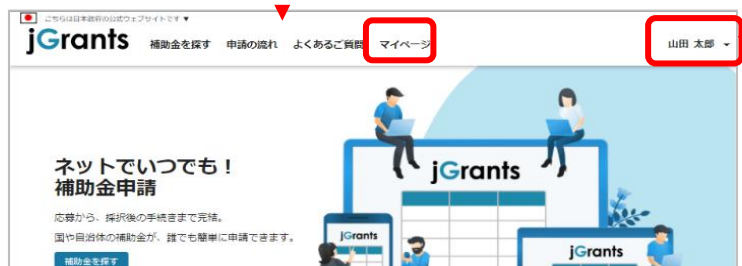 こちらは日本政府の公式ウェブサイトです ▼
jGrants 補助金を探す 申請の流れ よくあるご質問 マイページ 山田 太郎
ネットでいつでも！
補助金申請
応募から、採択後の手続きまで完結。
国や自治体の補助金が、誰でも簡単に申請できます。
補助金を探す
jGrants
jGrants
jGrants